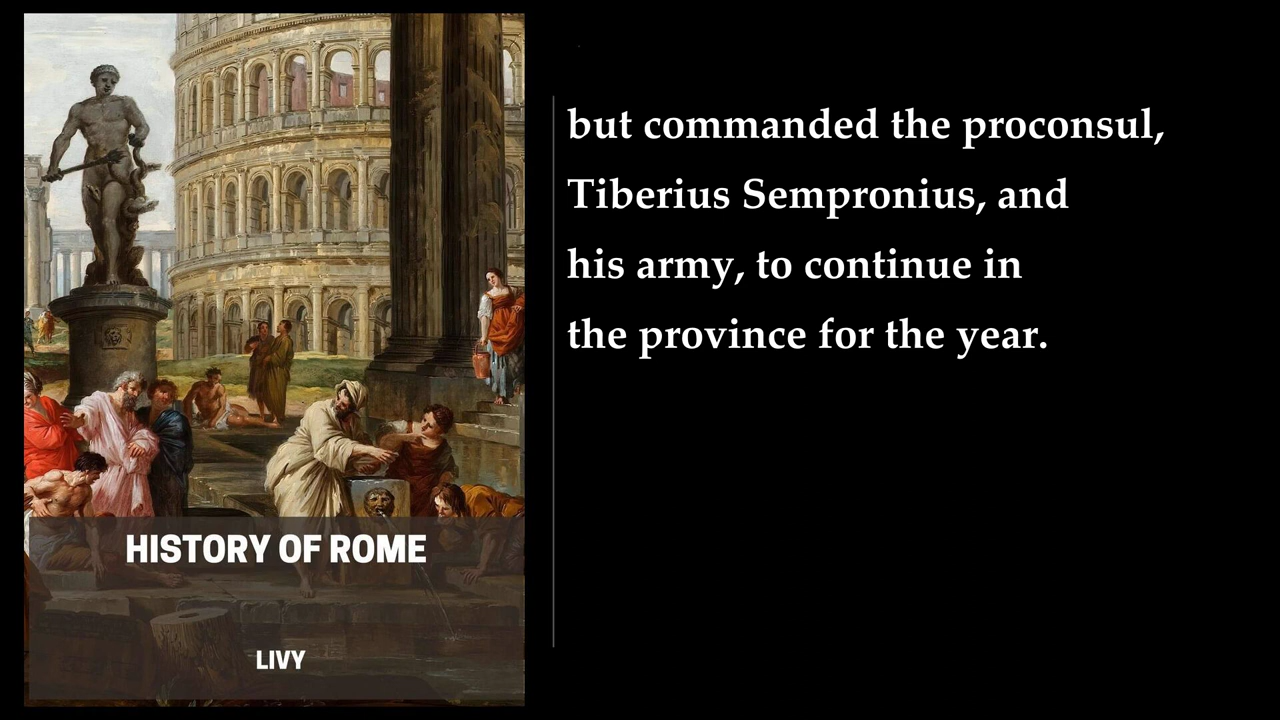 HISTORY OF ROME
LIVY
but commanded the proconsul,
Tiberius Sempronius, and
his army, to continue in
the province for the year.